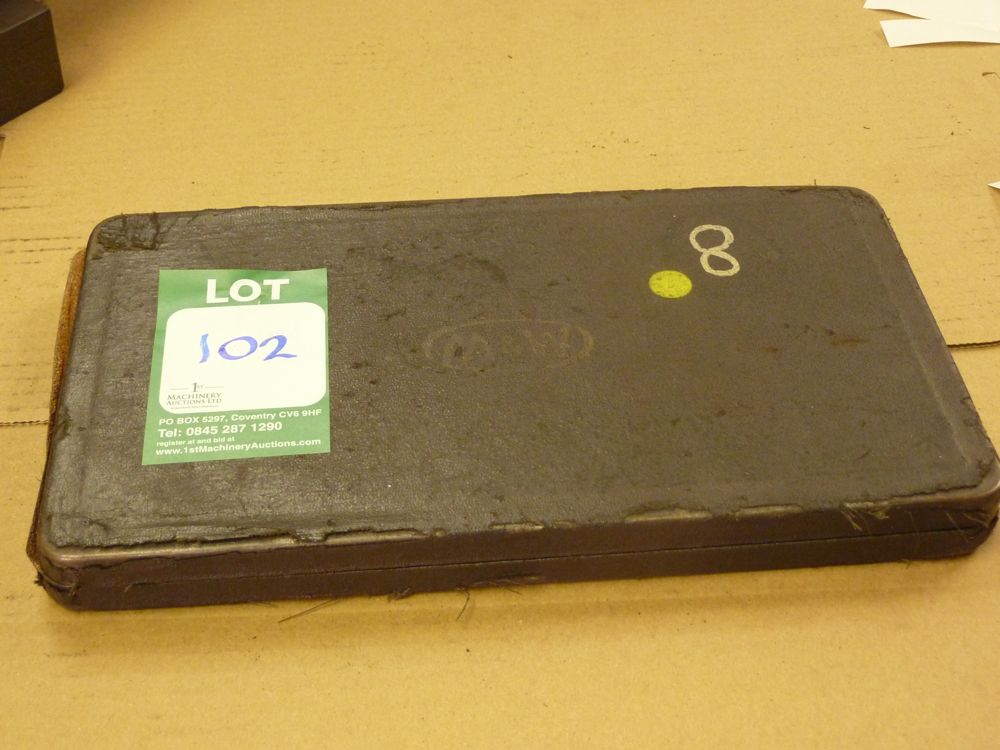 LOT
102
1ST
MACHINERY
AUCTIONS LTD
PO BOX 5297, Coventry CV6 9HF
Tel: 0845 287 1290
register at and bid at
www.1stMachineryAuctions.com
8
M&W